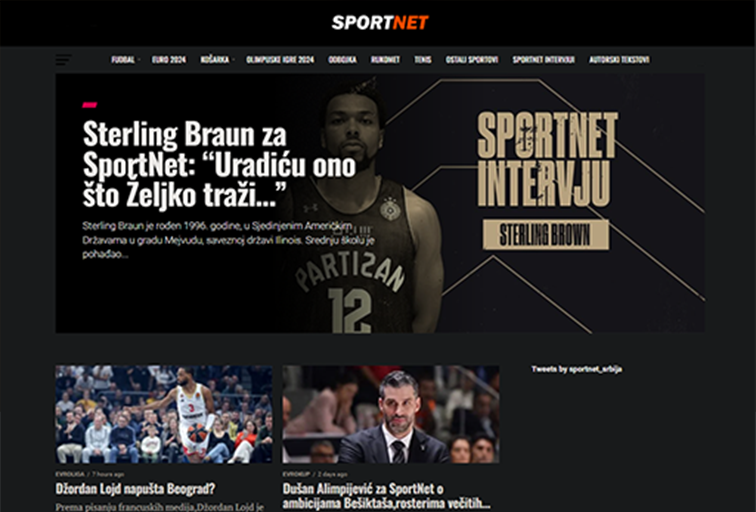 SPORTNET
FUDBAL EURO 2024 KOŠARKA OLIMPIJSKE IGRE 2024 ODBOJKA RUKOMET TENIS OSTALI SPORTOVI SPORTNET INTERVJUI AUTORSKI TEKSTOVI
Sterling Braun za
SportNet: “Uradiću ono
što Željko traži...”
Sterling Braun je rođen 1996. godine, u Sjedinjenim Američkim
Državama u gradu Mejvudu, saveznoj državi Ilinois. Srednju školu je
pohađao...
PARTIZAN
12
SPORTNET
INTERVJU
STERLING BROWN
Tweets by sportnet_srbija
3
EVROLIGA / 7 hours ago
Džordan Lojd napušta Beograd?
Prema pisanju francuskih medija,Džordan Lojd je
EVROKUP / 2 days ago
Dušan Alimpijević za SportNet o
ambicijama Bešiktaša,rosterima večitih...